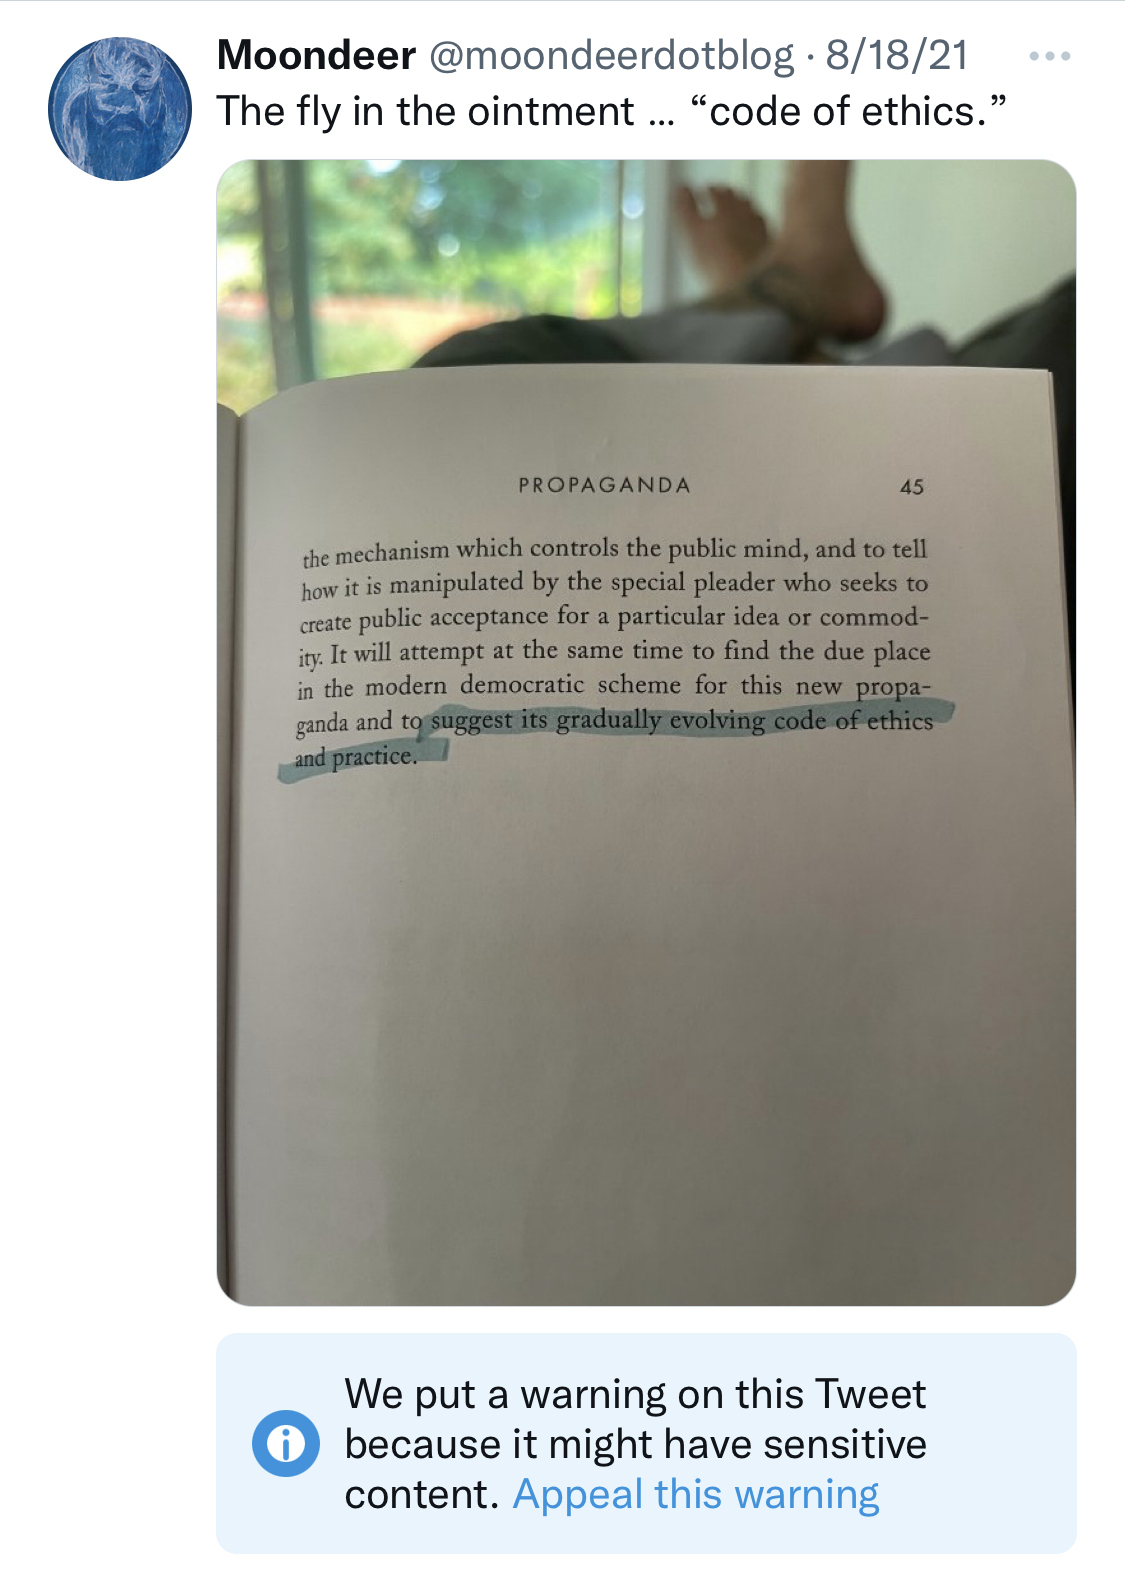 Moondeer @moondeerdotblog · 8/18/21
The fly in the ointment ... “code of ethics.”
PROPAGANDA 45
the mechanism which controls the public mind, and to tell
how it is manipulated by the special pleader who seeks to
create public acceptance for a particular idea or commod-
ity. It will attempt at the same time to find the due place
in the modern democratic scheme for this new propa-
ganda and to suggest its gradually evolving code of ethics
and practice.
We put a warning on this Tweet
because it might have sensitive
content. Appeal this warning